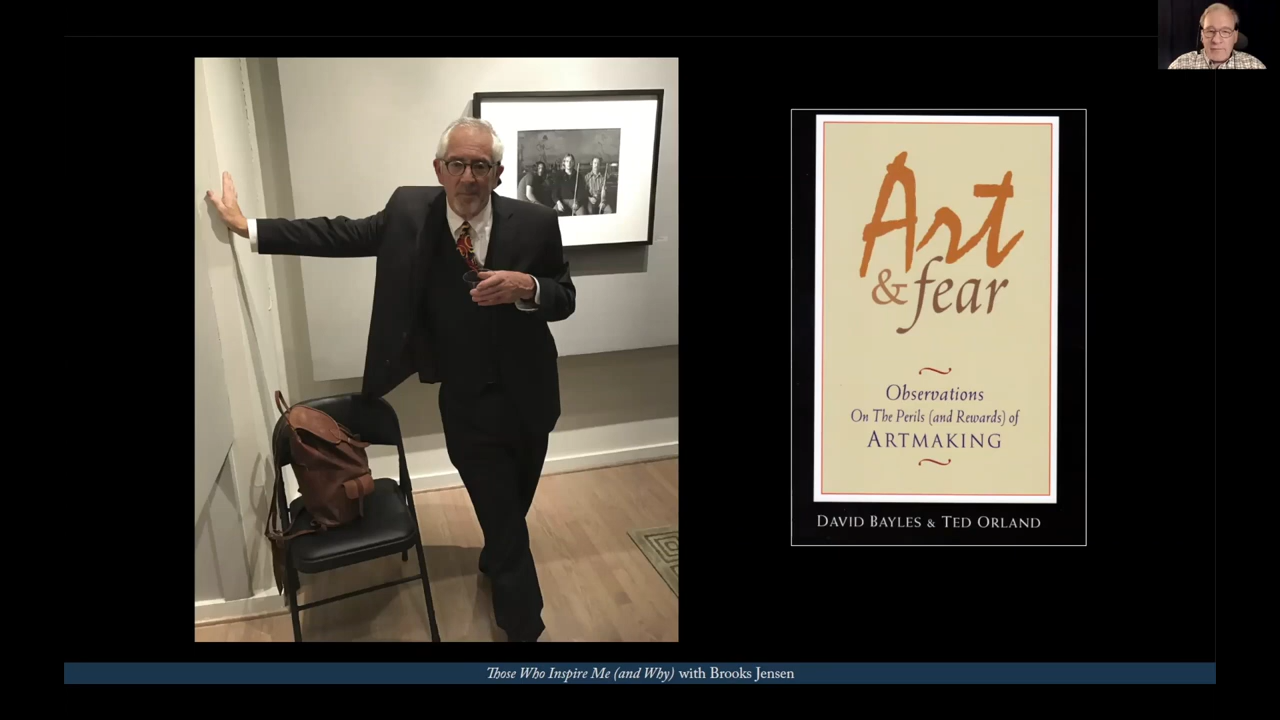 Art
& fear
Observations
On The Perils (and Rewards) of
ARTMAKING
DAVID BAYLES & TED ORLAND
Those Who Inspire Me (and Why) with Brooks Jensen